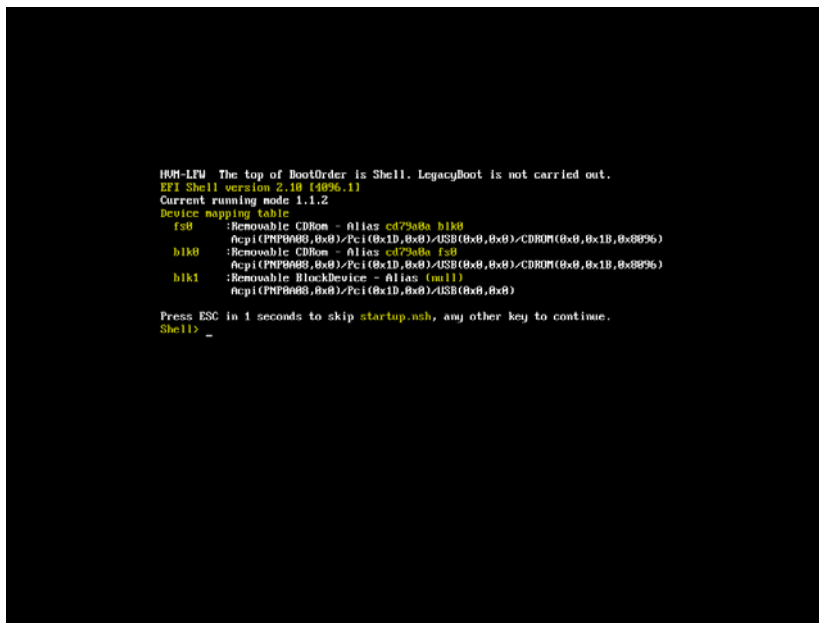 HVM-LFW The top of BootOrder is Shell. LegacyBoot is not carried out.
EFI Shell version 2.10 [4096.1]
Current running mode 1.1.2
Device mapping table
fs0 :Removable CDRom - Alias cd79a0a blk0
Acpi(PNP0A08,0x0)/Pci(0x1D,0x0)/USB(0x0,0x0)/CDROM(0x0,0x1B,0x8096)
blk0 :Removable CDRom - Alias cd79a0a fs0
Acpi(PNP0A08,0x0)/Pci(0x1D,0x0)/USB(0x0,0x0)/CDROM(0x0,0x1B,0x8096)
blk1 :Removable BlockDevice - Alias (null)
Acpi(PNP0A08,0x0)/Pci(0x1D,0x0)/USB(0x0,0x0)
Press ESC in 1 seconds to skip startup.nsh, any other key to continue.
Shell> _